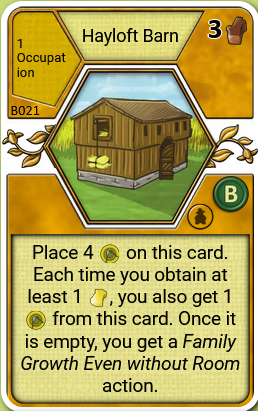 Hayloft Barn
3
1
Occupat
ion
B021
B
Place 4 on this card.
Each time you obtain at
least 1 , you also get 1
from this card. Once it
is empty, you get a Family
Growth Even without Room
action.